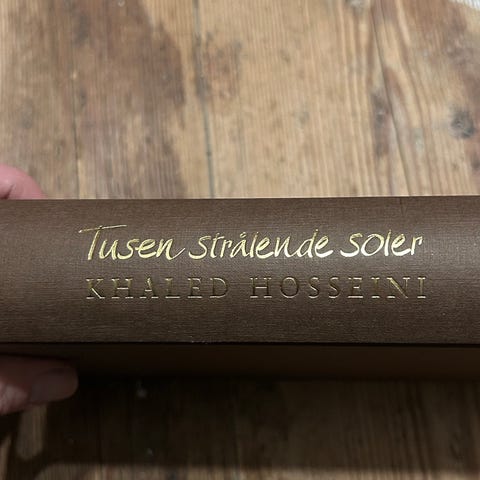 Tusen strålende soler
KHALED HOSSEINI